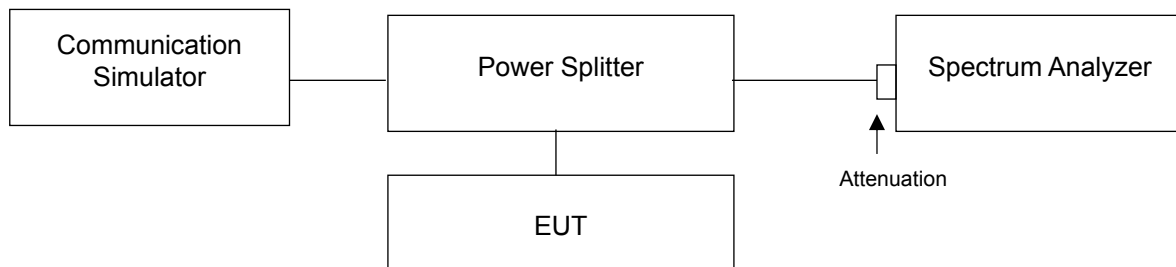 Communication
Simulator
Power Splitter
Spectrum Analyzer
Attenuation
EUT